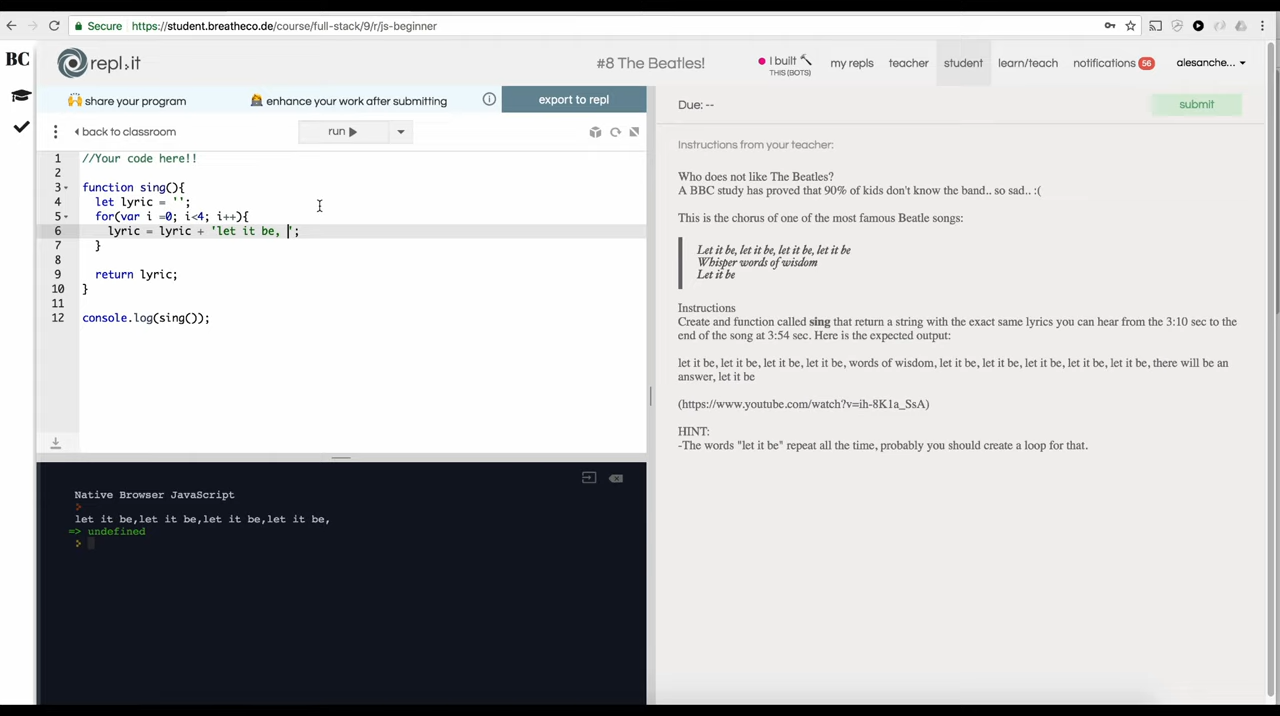 Secure https://student.breatheco.de/course/full-stack/9/r/js-beginner
BC
repl.it
#8 The Beatles!
I built
THIS (BOTS)
my repls
teacher
student
learn/teach
notifications 56
alesanche...
share your program
enhance your work after submitting
export to repl
back to classroom
run
1 //Your code here!!
2
3 function sing(){
4 let lyric = '';
5 for(var i =0; i<4; i++){
6 lyric = lyric + 'let it be, ';
7 }
8
9 return lyric;
10 }
11
12 console.log(sing());
Native Browser JavaScript
let it be,let it be,let it be,let it be,
=> undefined
Due: --
submit
Instructions from your teacher:
Who does not like The Beatles?
A BBC study has proved that 90% of kids don't know the band.. so sad.. :(
This is the chorus of one of the most famous Beatle songs:
Let it be, let it be, let it be, let it be
Whisper words of wisdom
Let it be
Instructions
Create and function called sing that return a string with the exact same lyrics you can hear from the 3:10 sec to the
end of the song at 3:54 sec. Here is the expected output:
let it be, let it be, let it be, let it be, words of wisdom, let it be, let it be, let it be, let it be, let it be, there will be an
answer, let it be
(https://www.youtube.com/watch?v=ih-8K1a_SsA)
HINT:
-The words "let it be" repeat all the time, probably you should create a loop for that.